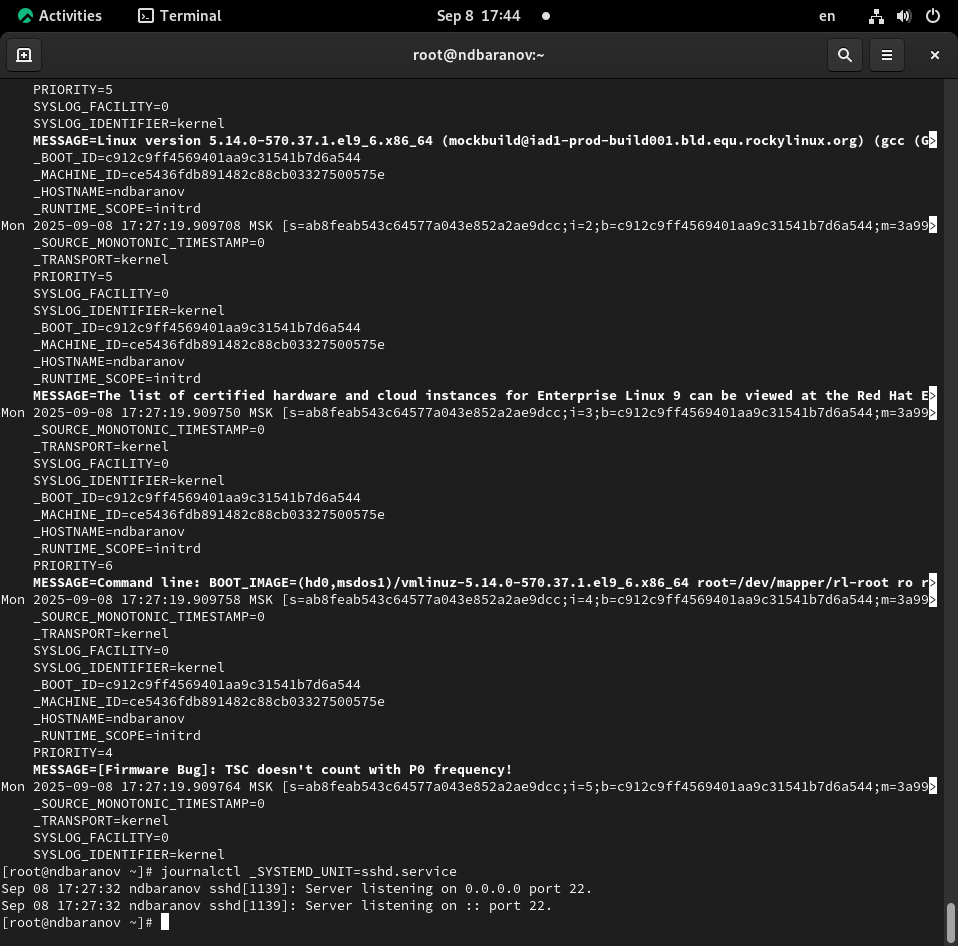 Activities Terminal Sep 8 17:44 en
root@ndbaranov:~
PRIORITY=5
SYSLOG_FACILITY=0
SYSLOG_IDENTIFIER=kernel
MESSAGE=Linux version 5.14.0-570.37.1.el9_6.x86_64 (mockbuild@iad1-prod-build001.bld.equ.rockylinux.org) (gcc (G>
_BOOT_ID=c912c9ff4569401aa9c31541b7d6a544
_MACHINE_ID=ce5436fdb891482c88cb03327500575e
_HOSTNAME=ndbaranov
_RUNTIME_SCOPE=initrd
Mon 2025-09-08 17:27:19.909708 MSK [s=ab8feab543c64577a043e852a2ae9dcc;i=2;b=c912c9ff4569401aa9c31541b7d6a544;m=3a99>
_SOURCE_MONOTONIC_TIMESTAMP=0
_TRANSPORT=kernel
PRIORITY=5
SYSLOG_FACILITY=0
SYSLOG_IDENTIFIER=kernel
_BOOT_ID=c912c9ff4569401aa9c31541b7d6a544
_MACHINE_ID=ce5436fdb891482c88cb03327500575e
_HOSTNAME=ndbaranov
_RUNTIME_SCOPE=initrd
MESSAGE=The list of certified hardware and cloud instances for Enterprise Linux 9 can be viewed at the Red Hat E>
Mon 2025-09-08 17:27:19.909750 MSK [s=ab8feab543c64577a043e852a2ae9dcc;i=3;b=c912c9ff4569401aa9c31541b7d6a544;m=3a99>
_SOURCE_MONOTONIC_TIMESTAMP=0
_TRANSPORT=kernel
SYSLOG_FACILITY=0
SYSLOG_IDENTIFIER=kernel
_BOOT_ID=c912c9ff4569401aa9c31541b7d6a544
_MACHINE_ID=ce5436fdb891482c88cb03327500575e
_HOSTNAME=ndbaranov
_RUNTIME_SCOPE=initrd
PRIORITY=6
MESSAGE=Command line: BOOT_IMAGE=(hd0,msdos1)/vmlinuz-5.14.0-570.37.1.el9_6.x86_64 root=/dev/mapper/rl-root ro r>
Mon 2025-09-08 17:27:19.909758 MSK [s=ab8feab543c64577a043e852a2ae9dcc;i=4;b=c912c9ff4569401aa9c31541b7d6a544;m=3a99>
_SOURCE_MONOTONIC_TIMESTAMP=0
_TRANSPORT=kernel
SYSLOG_FACILITY=0
SYSLOG_IDENTIFIER=kernel
_BOOT_ID=c912c9ff4569401aa9c31541b7d6a544
_MACHINE_ID=ce5436fdb891482c88cb03327500575e
_HOSTNAME=ndbaranov
_RUNTIME_SCOPE=initrd
PRIORITY=4
MESSAGE=[Firmware Bug]: TSC doesn't count with P0 frequency!
Mon 2025-09-08 17:27:19.909764 MSK [s=ab8feab543c64577a043e852a2ae9dcc;i=5;b=c912c9ff4569401aa9c31541b7d6a544;m=3a99>
_SOURCE_MONOTONIC_TIMESTAMP=0
_TRANSPORT=kernel
SYSLOG_FACILITY=0
SYSLOG_IDENTIFIER=kernel
[root@ndbaranov ~]# journalctl _SYSTEMD_UNIT=sshd.service
Sep 08 17:27:32 ndbaranov sshd[1139]: Server listening on 0.0.0.0 port 22.
Sep 08 17:27:32 ndbaranov sshd[1139]: Server listening on :: port 22.
[root@ndbaranov ~]#